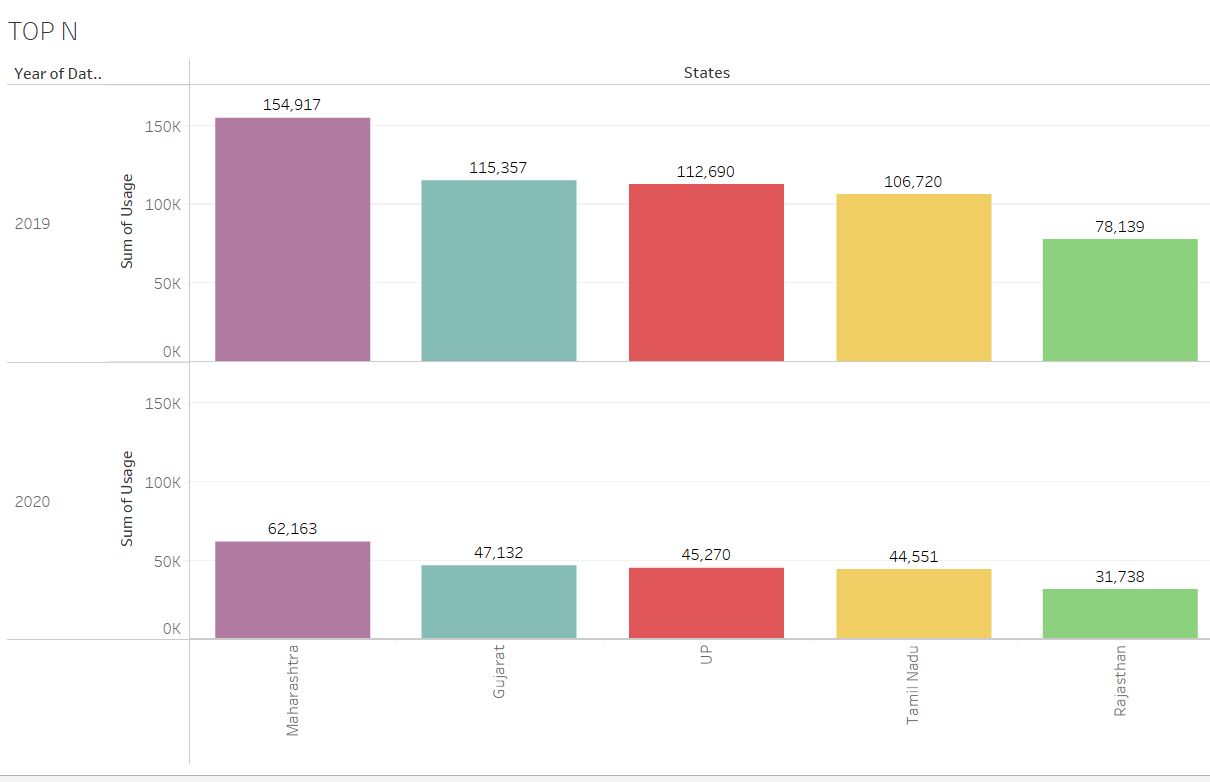 TOP N
Year of Dat..
States
154,917
115,357
112,690
106,720
78,139
150K
100K
50K
0K
Sum of Usage
2019
62,163
47,132
45,270
44,551
31,738
150K
100K
50K
0K
Sum of Usage
2020
Maharashtra
Gujarat
UP
Tamil Nadu
Rajasthan